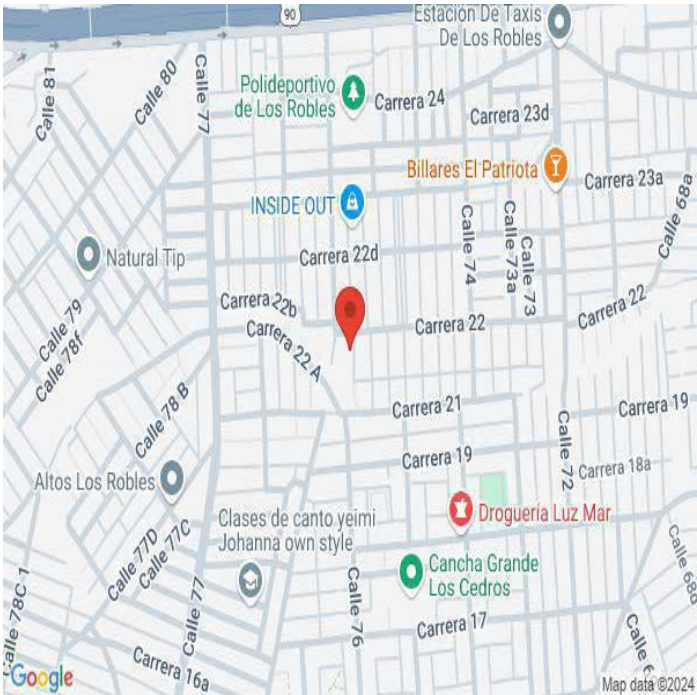 90
Estación De Taxis
De Los Robles
Calle 81
Calle 80
Calle 77
Polideportivo
de Los Robles
Carrera 24
Carrera 23d
Billares El Patriota
Carrera 23a
Calle 68a
INSIDE OUT
Calle 74
Calle 73a
Calle 73
Natural Tip
Carrera 22d
Carrera 22b
Carrera 22
Carrera 22
Calle 79
Calle 78f
Carrera 22 A
Calle 78 B
Carrera 21
Carrera 19
Calle 72
Carrera 19
Carrera 18a
Altos Los Robles
Droguería Luz Mar
Clases de canto yeimi
Johanna own style
Calle 77D
Calle 77C
Calle 77
Calle 76
Cancha Grande
Los Cedros
Calle 78C 1
Carrera 17
Carrera 16a
Google
Map data ©2024